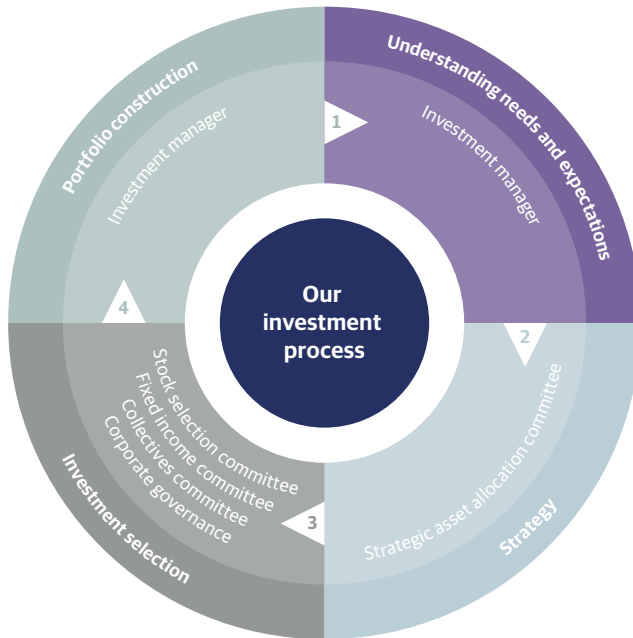 Our
investment
process
1
Understanding needs and expectations
Investment manager
2
Strategy
Strategic asset allocation committee
3
Investment selection
Stock selection committee
Fixed income committee
Collectives committee
Corporate governance
4
Portfolio construction
Investment manager